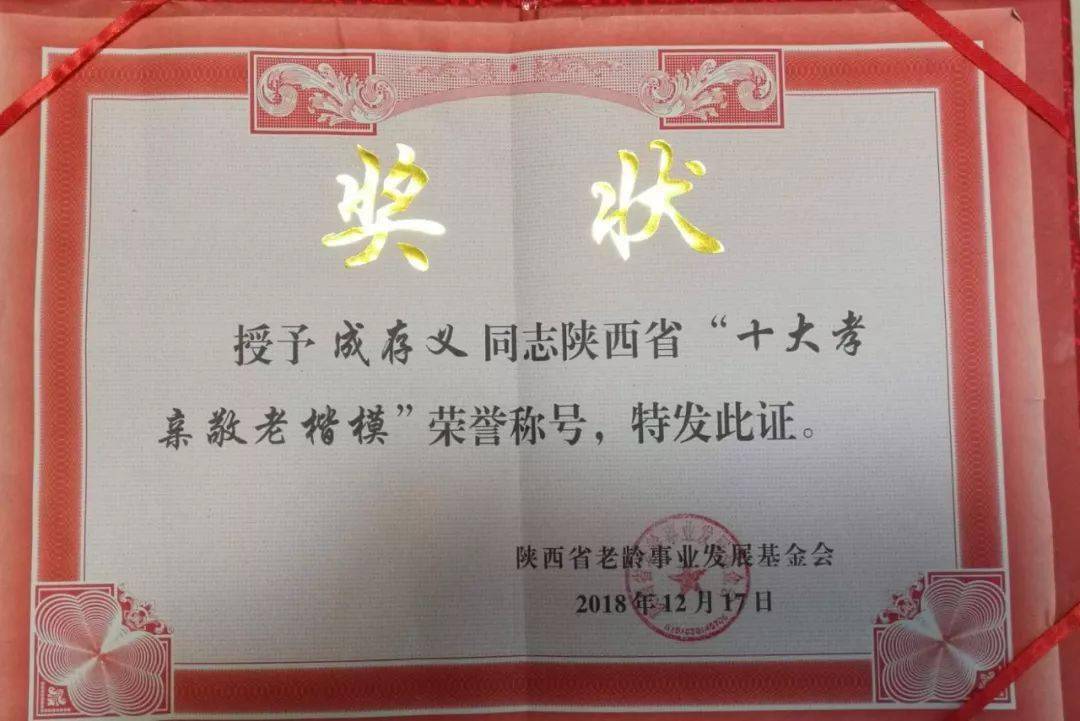 奖状
授予成存义同志陕西省“十大孝
亲敬老楷模”荣誉称号，特发此证。
陕西省老龄事业发展基金会
2018年12月17日